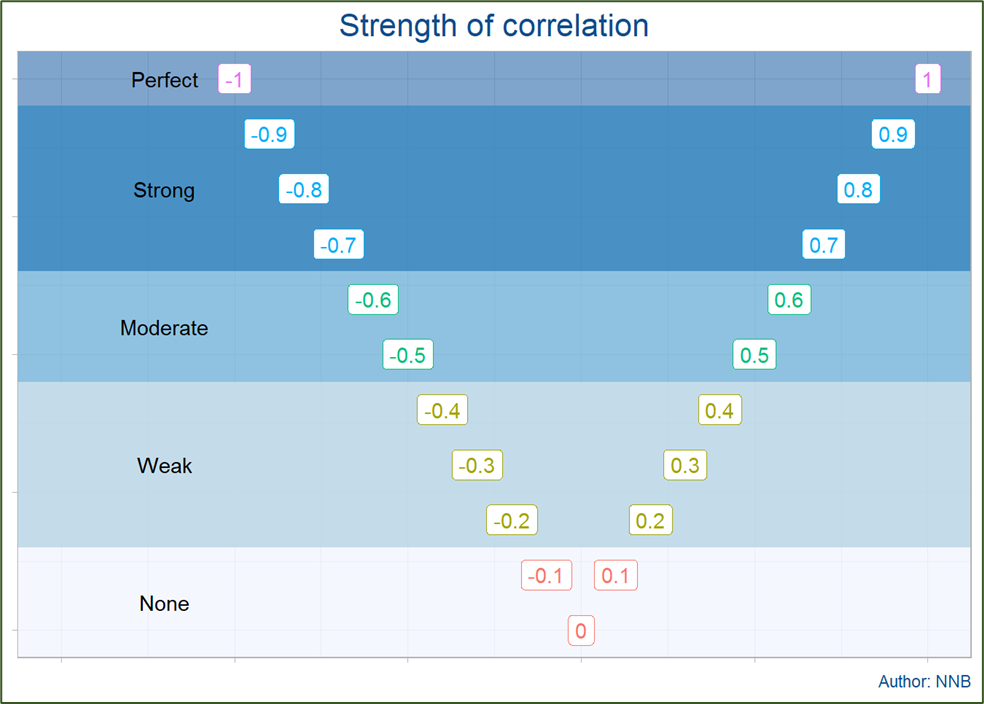 Strength of correlation
Perfect -1 1
-0.9 0.9
Strong -0.8 0.8
-0.7 0.7
-0.6 0.6
Moderate
-0.5 0.5
-0.4 0.4
Weak -0.3 0.3
-0.2 0.2
-0.1 0.1
None
0
Author: NNB